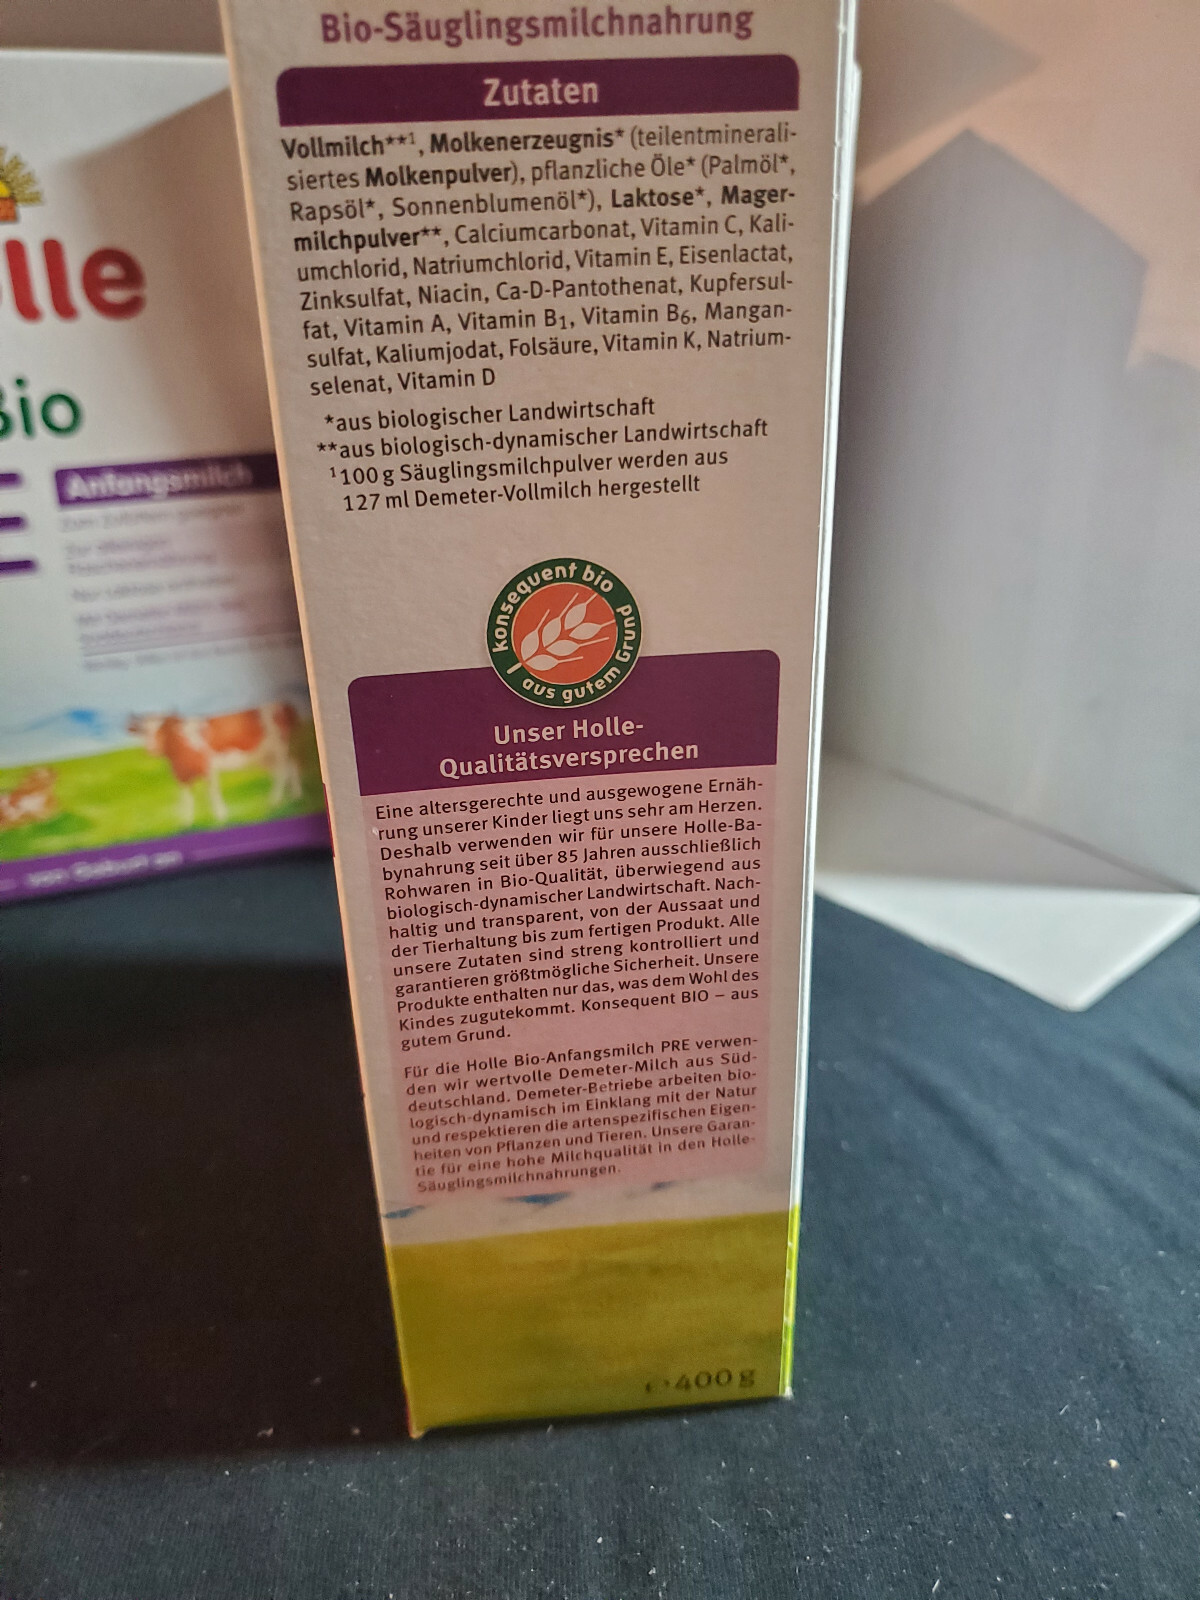 Bio-Säuglingsmilchnahrung
Zutaten
Vollmilch**¹, Molkenerzeugnis* (teilentminerali-
siertes Molkenpulver), pflanzliche Öle* (Palmöl*,
Rapsöl*, Sonnenblumenöl*), Laktose*, Mager-
milchpulver**, Calciumcarbonat, Vitamin C, Kali-
umchlorid, Natriumchlorid, Vitamin E, Eisenlactat,
Zinksulfat, Niacin, Ca-D-Pantothenat, Kupfersul-
fat, Vitamin A, Vitamin B₁, Vitamin B₆, Mangan-
sulfat, Kaliumjodat, Folsäure, Vitamin K, Natrium-
selenat, Vitamin D
*aus biologischer Landwirtschaft
**aus biologisch-dynamischer Landwirtschaft
¹100 g Säuglingsmilchpulver werden aus
127 ml Demeter-Vollmilch hergestellt
konsequent bio
aus gutem Grund
Unser Holle-
Qualitätsversprechen
Eine altersgerechte und ausgewogene Ernäh-
rung unserer Kinder liegt uns sehr am Herzen.
Deshalb verwenden wir für unsere Holle-Ba-
bynahrung seit über 85 Jahren ausschließlich
Rohwaren in Bio-Qualität, überwiegend aus
biologisch-dynamischer Landwirtschaft. Nach-
haltig und transparent, von der Aussaat und
der Tierhaltung bis zum fertigen Produkt. Alle
unsere Zutaten sind streng kontrolliert und
garantieren größtmögliche Sicherheit. Unsere
Produkte enthalten nur das, was dem Wohl des
Kindes zugutekommt. Konsequent BIO – aus
gutem Grund.
Für die Holle Bio-Anfangsmilch PRE verwen-
den wir wertvolle Demeter-Milch aus Süd-
deutschland. Demeter-Betriebe arbeiten bio-
logisch-dynamisch im Einklang mit der Natur
und respektieren die artenspezifischen Eigen-
heiten von Pflanzen und Tieren. Unsere Garan-
tie für eine hohe Milchqualität in den Holle-
Säuglingsmilchnahrungen.
400 g
lle
Bio
Anfangsmilch
von Geburt an